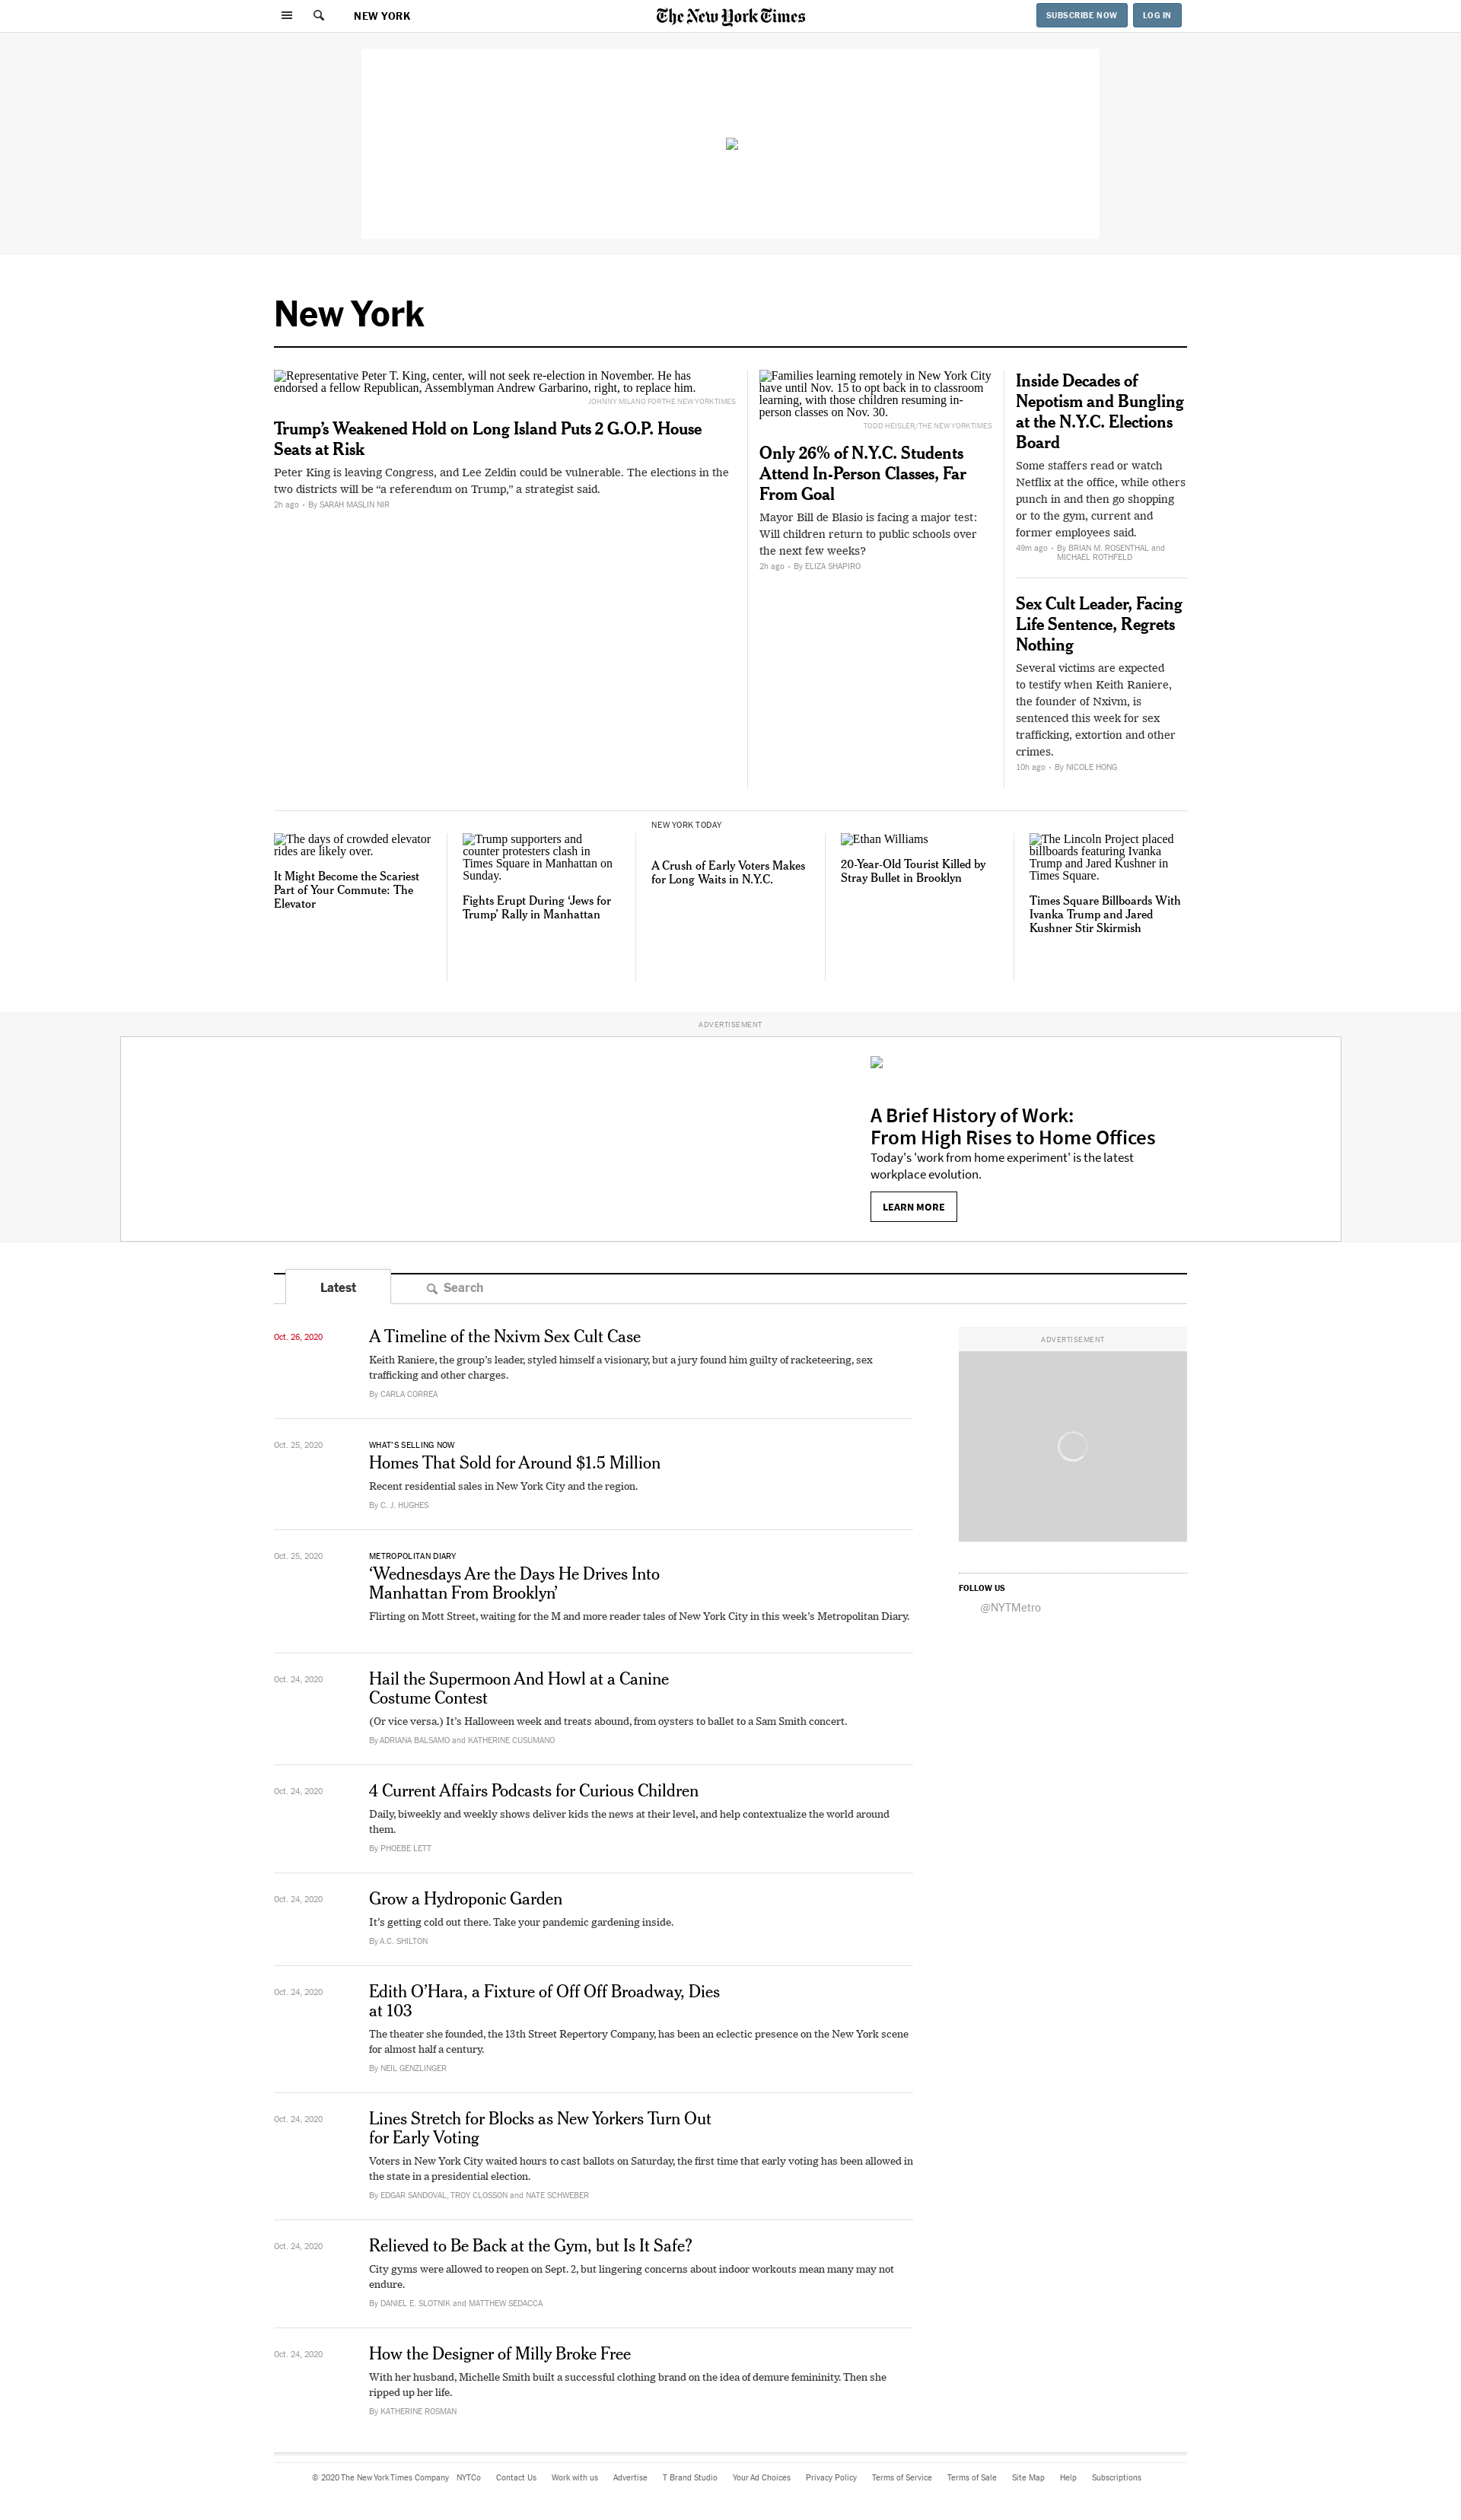 NEW YORK
The New York Times
SUBSCRIBE NOW
LOG IN
New York
Representative Peter T. King, center, will not seek re-election in November. He has
endorsed a fellow Republican, Assemblyman Andrew Garbarino, right, to replace him.
JOHNNY MILANO FOR THE NEW YORK TIMES
Trump’s Weakened Hold on Long Island Puts 2 G.O.P. House
Seats at Risk
Peter King is leaving Congress, and Lee Zeldin could be vulnerable. The elections in the
two districts will be “a referendum on Trump,” a strategist said.
2h ago • By SARAH MASLIN NIR
Families learning remotely in New York City
have until Nov. 15 to opt back in to classroom
learning, with those children resuming in-
person classes on Nov. 30.
TODD HEISLER/THE NEW YORK TIMES
Only 26% of N.Y.C. Students
Attend In-Person Classes, Far
From Goal
Mayor Bill de Blasio is facing a major test:
Will children return to public schools over
the next few weeks?
2h ago • By ELIZA SHAPIRO
Inside Decades of
Nepotism and Bungling
at the N.Y.C. Elections
Board
Some staffers read or watch
Netflix at the office, while others
punch in and then go shopping
or to the gym, current and
former employees said.
49m ago • By BRIAN M. ROSENTHAL and
MICHAEL ROTHFELD
Sex Cult Leader, Facing
Life Sentence, Regrets
Nothing
Several victims are expected
to testify when Keith Raniere,
the founder of Nxivm, is
sentenced this week for sex
trafficking, extortion and other
crimes.
10h ago • By NICOLE HONG
The days of crowded elevator
rides are likely over.
It Might Become the Scariest
Part of Your Commute: The
Elevator
Trump supporters and
counter protesters clash in
Times Square in Manhattan on
Sunday.
Fights Erupt During ‘Jews for
Trump’ Rally in Manhattan
NEW YORK TODAY
A Crush of Early Voters Makes
for Long Waits in N.Y.C.
Ethan Williams
20-Year-Old Tourist Killed by
Stray Bullet in Brooklyn
The Lincoln Project placed
billboards featuring Ivanka
Trump and Jared Kushner in
Times Square.
Times Square Billboards With
Ivanka Trump and Jared
Kushner Stir Skirmish
ADVERTISEMENT
A Brief History of Work:
From High Rises to Home Offices
Today's 'work from home experiment' is the latest
workplace evolution.
LEARN MORE
Latest
Search
Oct. 26, 2020
A Timeline of the Nxivm Sex Cult Case
Keith Raniere, the group’s leader, styled himself a visionary, but a jury found him guilty of racketeering, sex
trafficking and other charges.
By CARLA CORREA
Oct. 25, 2020
WHAT’S SELLING NOW
Homes That Sold for Around $1.5 Million
Recent residential sales in New York City and the region.
By C. J. HUGHES
Oct. 25, 2020
METROPOLITAN DIARY
‘Wednesdays Are the Days He Drives Into
Manhattan From Brooklyn’
Flirting on Mott Street, waiting for the M and more reader tales of New York City in this week’s Metropolitan Diary.
Oct. 24, 2020
Hail the Supermoon And Howl at a Canine
Costume Contest
(Or vice versa.) It’s Halloween week and treats abound, from oysters to ballet to a Sam Smith concert.
By ADRIANA BALSAMO and KATHERINE CUSUMANO
Oct. 24, 2020
4 Current Affairs Podcasts for Curious Children
Daily, biweekly and weekly shows deliver kids the news at their level, and help contextualize the world around
them.
By PHOEBE LETT
Oct. 24, 2020
Grow a Hydroponic Garden
It’s getting cold out there. Take your pandemic gardening inside.
By A.C. SHILTON
Oct. 24, 2020
Edith O’Hara, a Fixture of Off Off Broadway, Dies
at 103
The theater she founded, the 13th Street Repertory Company, has been an eclectic presence on the New York scene
for almost half a century.
By NEIL GENZLINGER
Oct. 24, 2020
Lines Stretch for Blocks as New Yorkers Turn Out
for Early Voting
Voters in New York City waited hours to cast ballots on Saturday, the first time that early voting has been allowed in
the state in a presidential election.
By EDGAR SANDOVAL, TROY CLOSSON and NATE SCHWEBER
Oct. 24, 2020
Relieved to Be Back at the Gym, but Is It Safe?
City gyms were allowed to reopen on Sept. 2, but lingering concerns about indoor workouts mean many may not
endure.
By DANIEL E. SLOTNIK and MATTHEW SEDACCA
Oct. 24, 2020
How the Designer of Milly Broke Free
With her husband, Michelle Smith built a successful clothing brand on the idea of demure femininity. Then she
ripped up her life.
By KATHERINE ROSMAN
ADVERTISEMENT
FOLLOW US
@NYTMetro
© 2020 The New York Times Company NYTCo Contact Us Work with us Advertise T Brand Studio Your Ad Choices Privacy Policy Terms of Service Terms of Sale Site Map Help Subscriptions